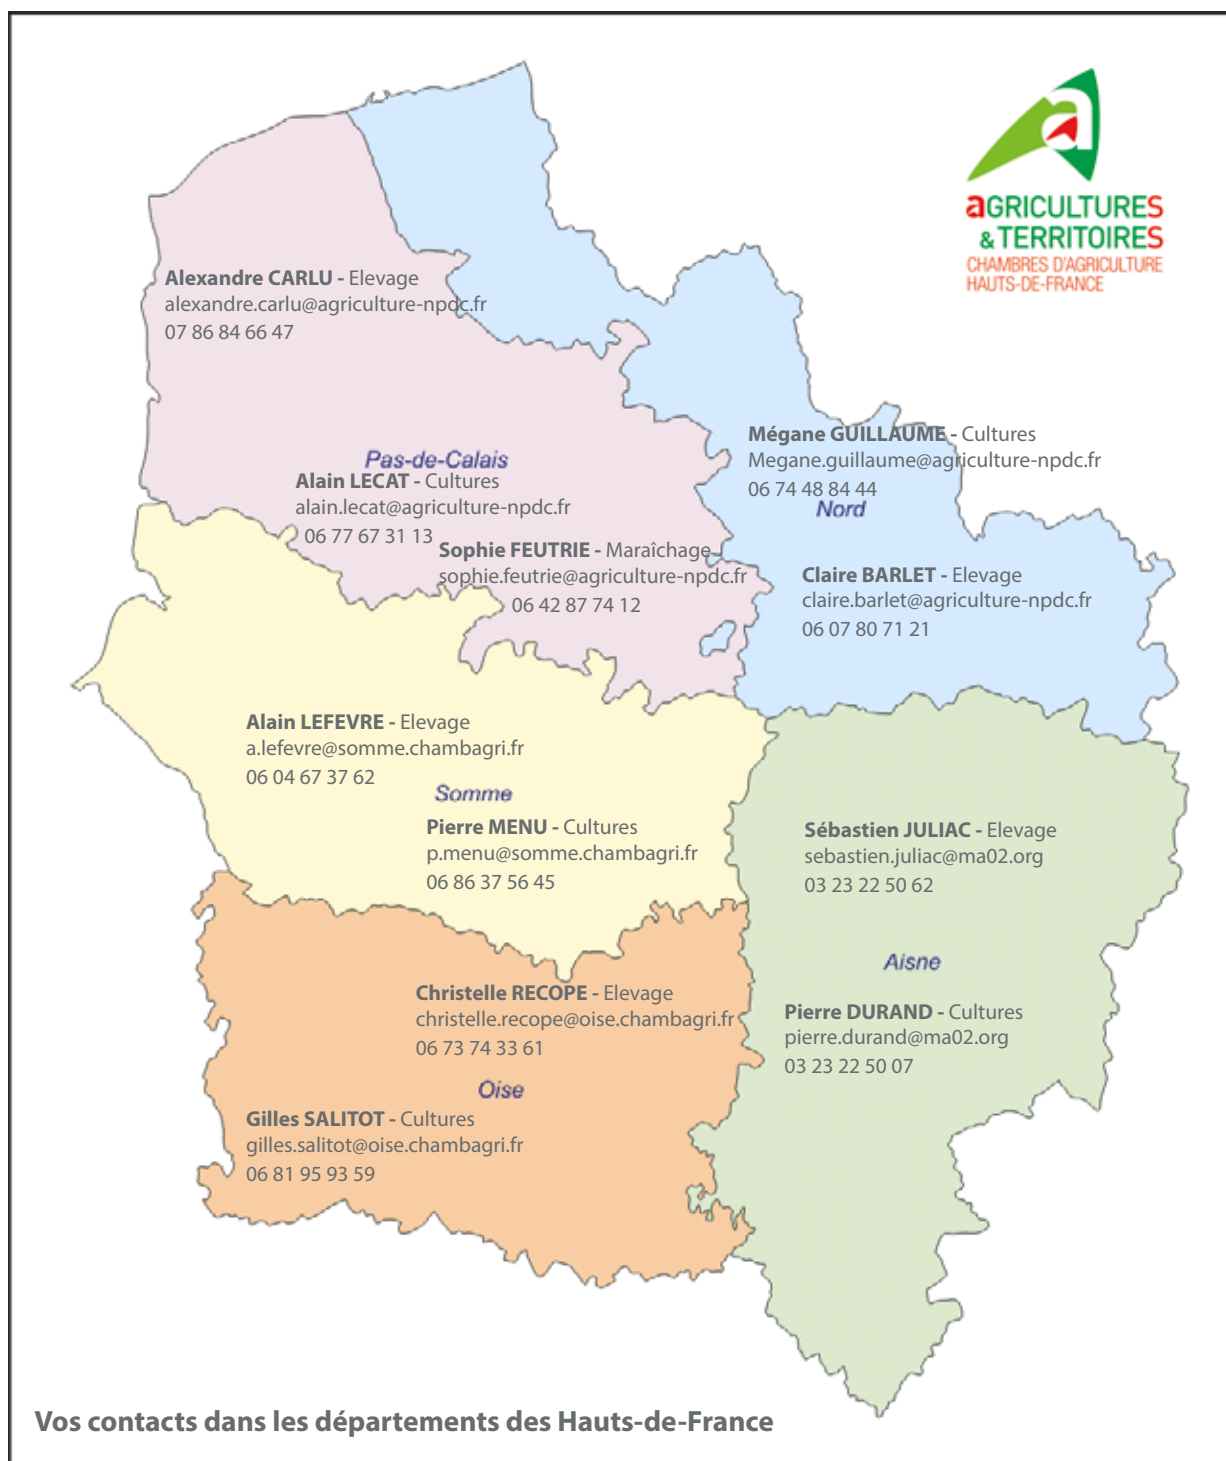 aGRICULTURES
& TERRITOIRES
CHAMBRES D'AGRICULTURE
HAUTS-DE-FRANCE
Alexandre CARLU - Elevage
alexandre.carlu@agriculture-npdc.fr
07 86 84 66 47
Mégane GUILLAUME - Cultures
Megane.guillaume@agriculture-npdc.fr
06 74 48 84 44
Nord
Pas-de-Calais
Alain LECAT - Cultures
alain.lecat@agriculture-npdc.fr
06 77 67 31 13
Sophie FEUTRIE - Maraîchage
sophie.feutrie@agriculture-npdc.fr
06 42 87 74 12
Claire BARLET - Elevage
claire.barlet@agriculture-npdc.fr
06 07 80 71 21
Alain LEFEVRE - Elevage
a.lefevre@somme.chambagri.fr
06 04 67 37 62
Somme
Pierre MENU - Cultures
p.menu@somme.chambagri.fr
06 86 37 56 45
Sébastien JULIAC - Elevage
sebastien.juliac@ma02.org
03 23 22 50 62
Aisne
Pierre DURAND - Cultures
pierre.durand@ma02.org
03 23 22 50 07
Christelle RECOPE - Elevage
christelle.recope@oise.chambagri.fr
06 73 74 33 61
Oise
Gilles SALITOT - Cultures
gilles.salitot@oise.chambagri.fr
06 81 95 93 59
Vos contacts dans les départements des Hauts-de-France